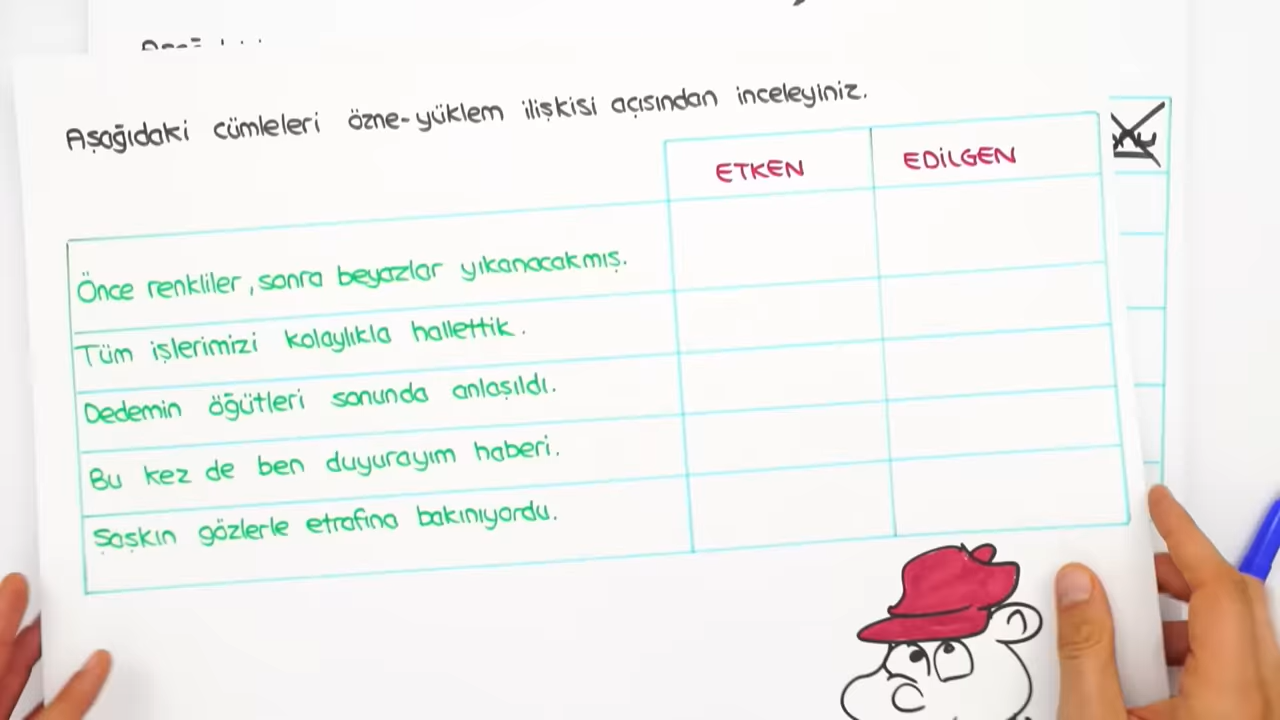 Aşağıdaki cümleleri özne-yüklem ilişkisi açısından inceleyiniz.
ETKEN EDİLGEN
Önce renkliler, sonra beyazlar yıkanacakmış.
Tüm işlerimizi kolaylıkla hallettik.
Dedemin öğütleri sonunda anlaşıldı.
Bu kez de ben duyurayım haberi.
Şaşkın gözlerle etrafına bakınıyordu.